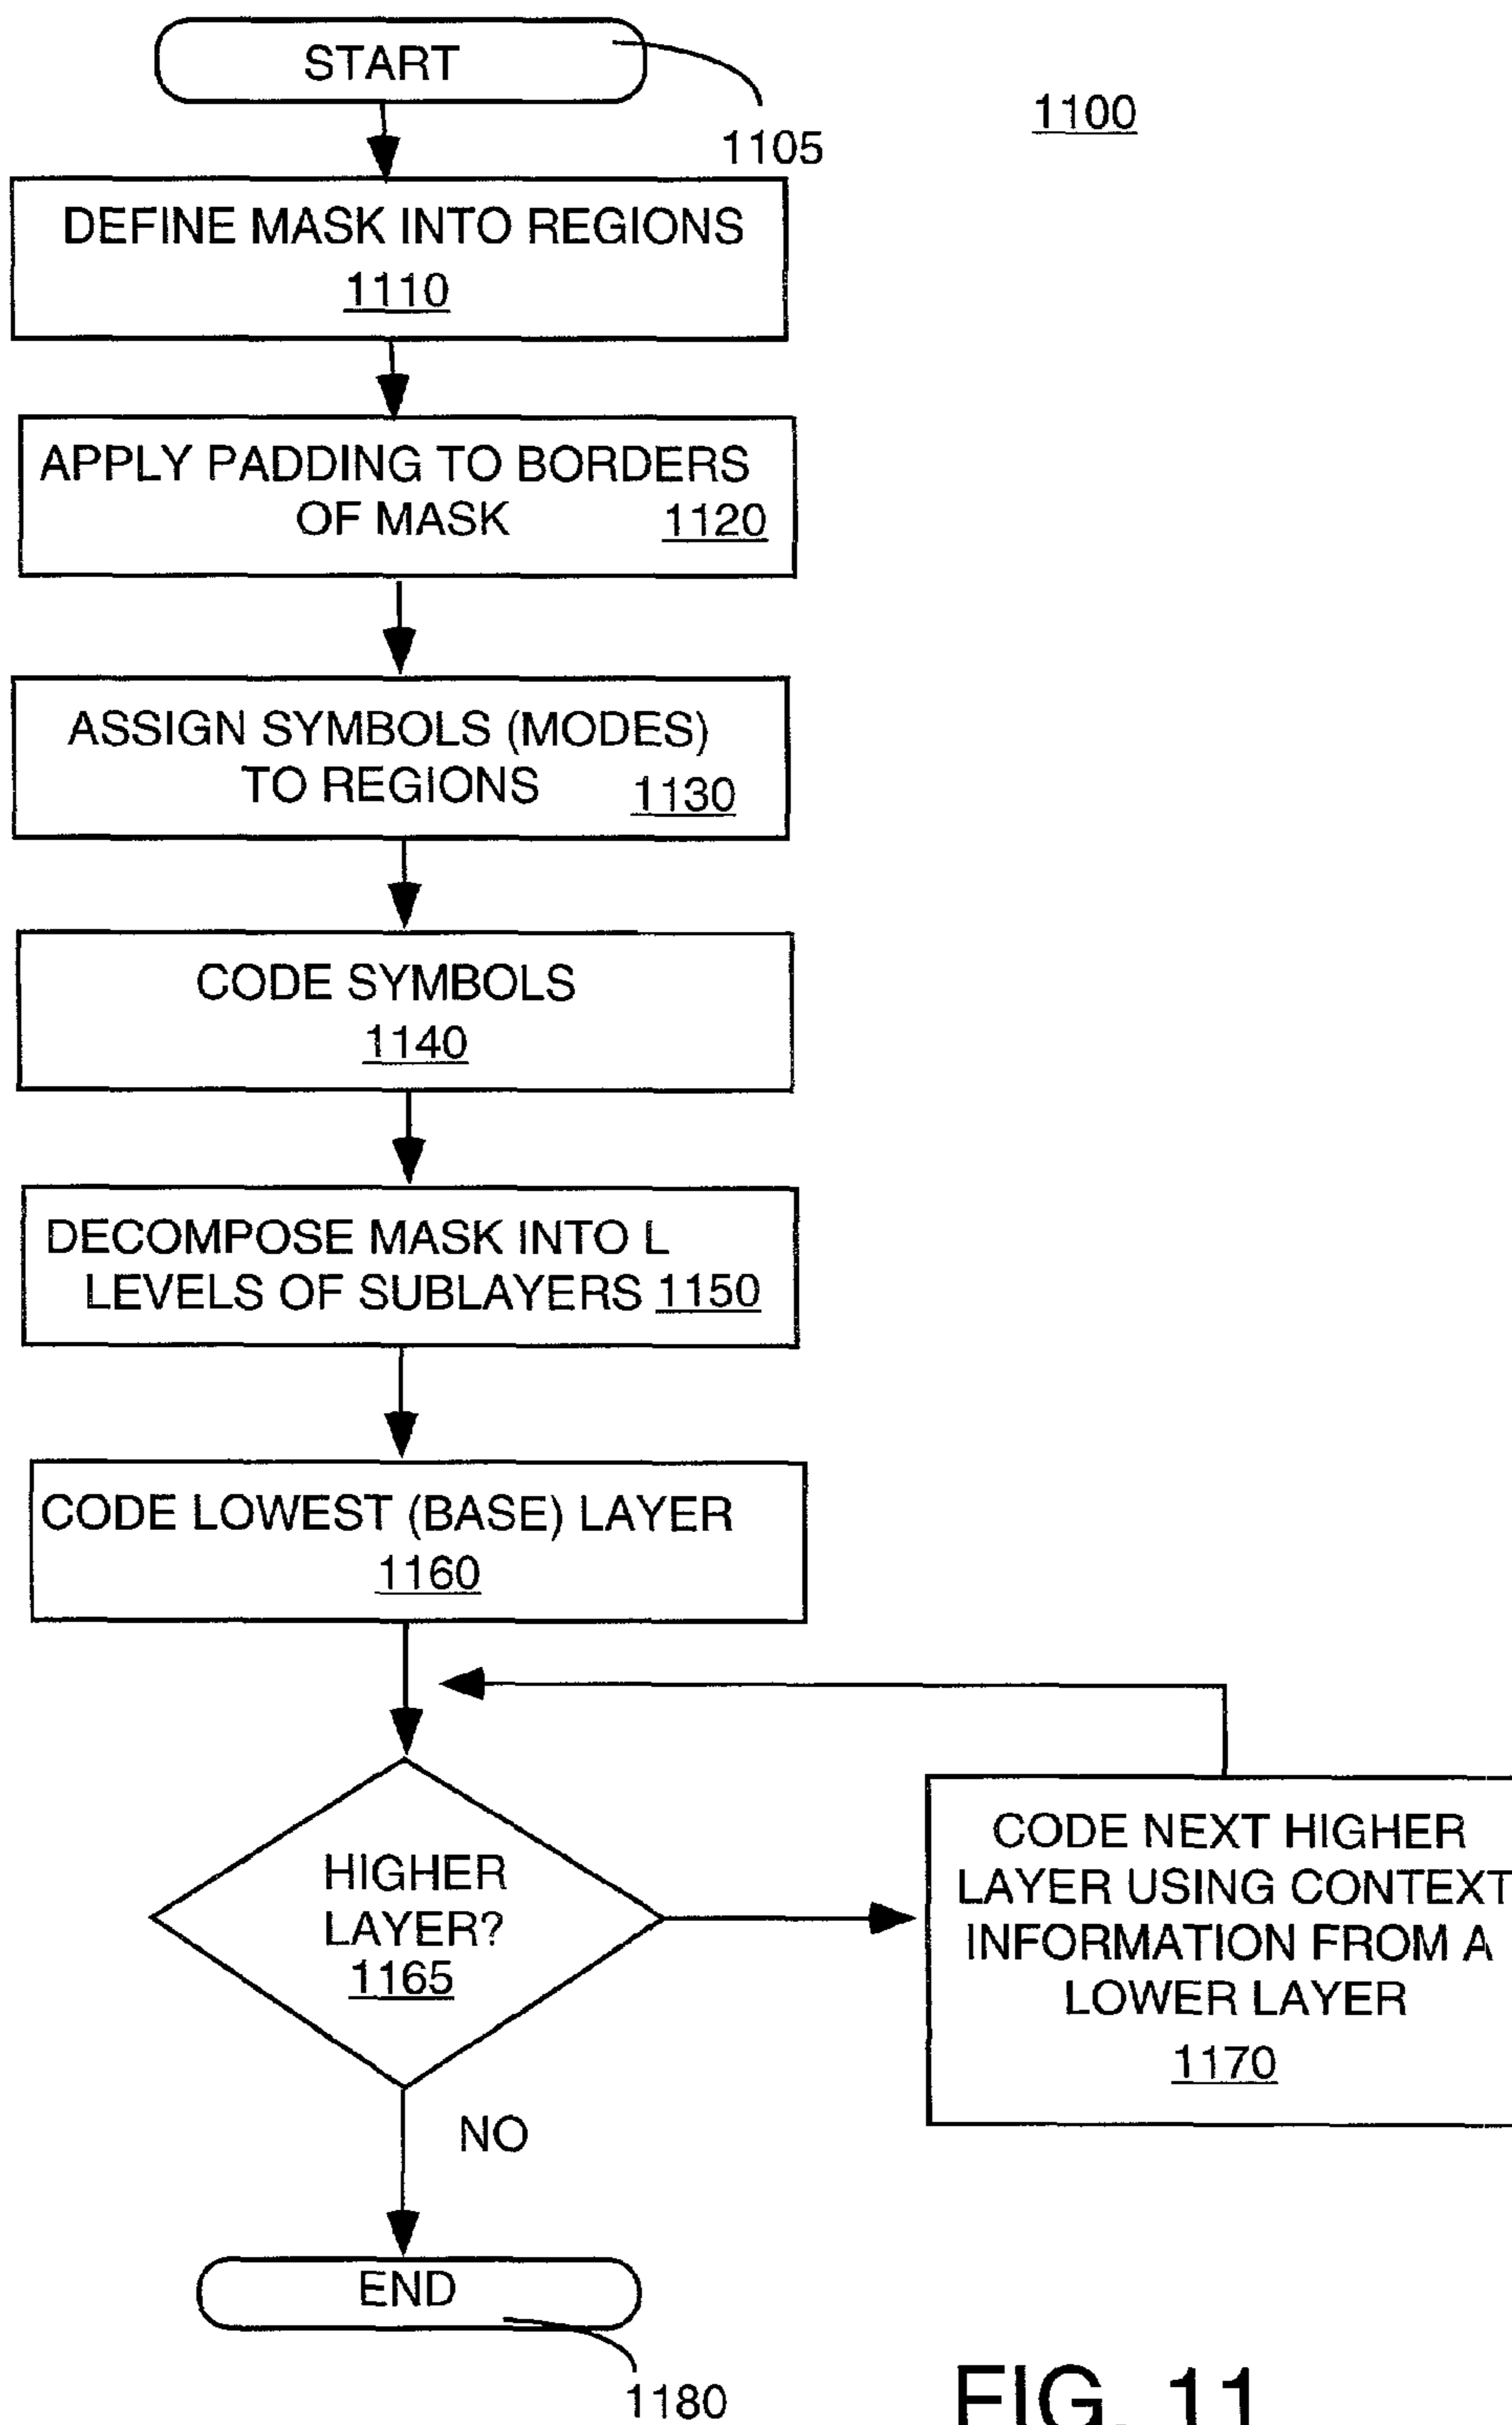 START
1105
1100
DEFINE MASK INTO REGIONS
1110
APPLY PADDING TO BORDERS
OF MASK 1120
ASSIGN SYMBOLS (MODES)
TO REGIONS 1130
CODE SYMBOLS
1140
DECOMPOSE MASK INTO L
LEVELS OF SUBLAYERS 1150
CODE LOWEST (BASE) LAYER
1160
HIGHER
LAYER?
1165
CODE NEXT HIGHER
LAYER USING CONTEXT
INFORMATION FROM A
LOWER LAYER
1170
NO
END
1180
FIG. 11